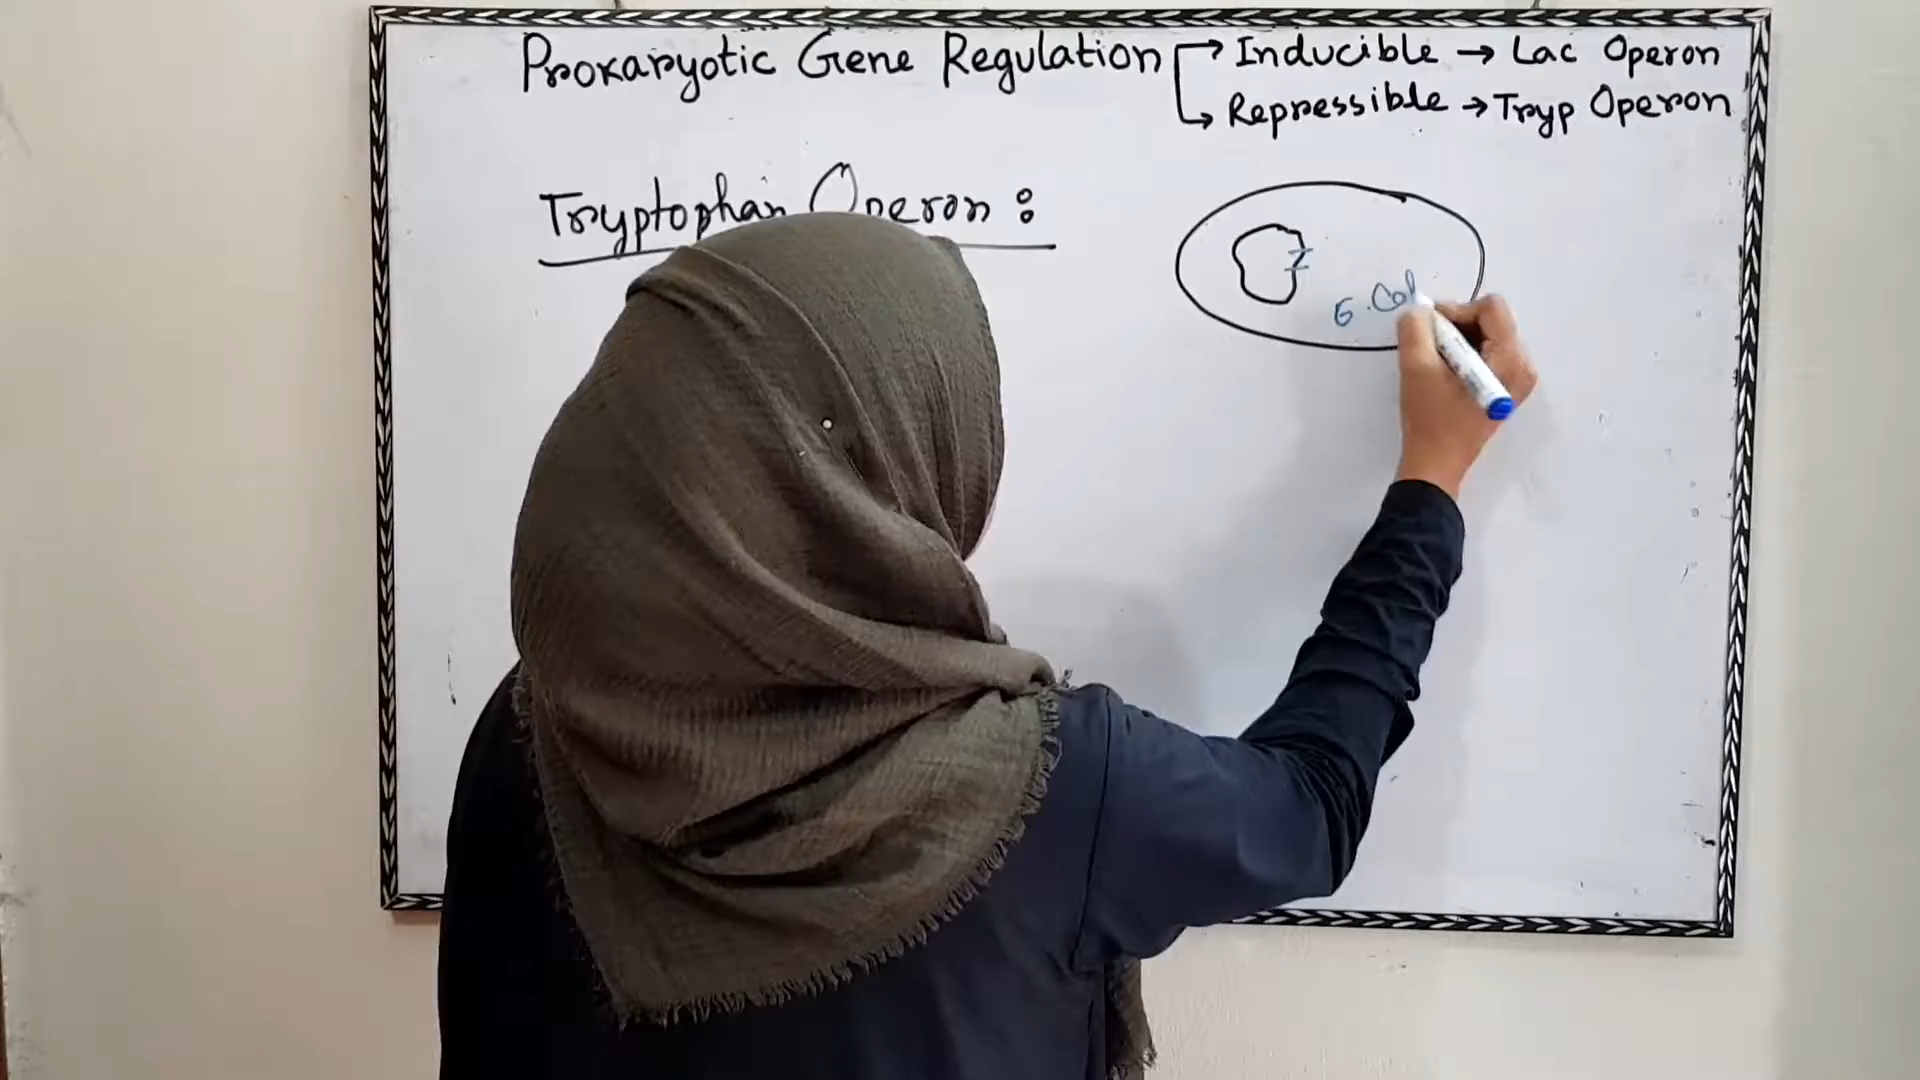 Prokaryotic Gene Regulation → Inducible → Lac Operon
→ Repressible → Tryp Operon
Tryptophan Operon :
E. Col